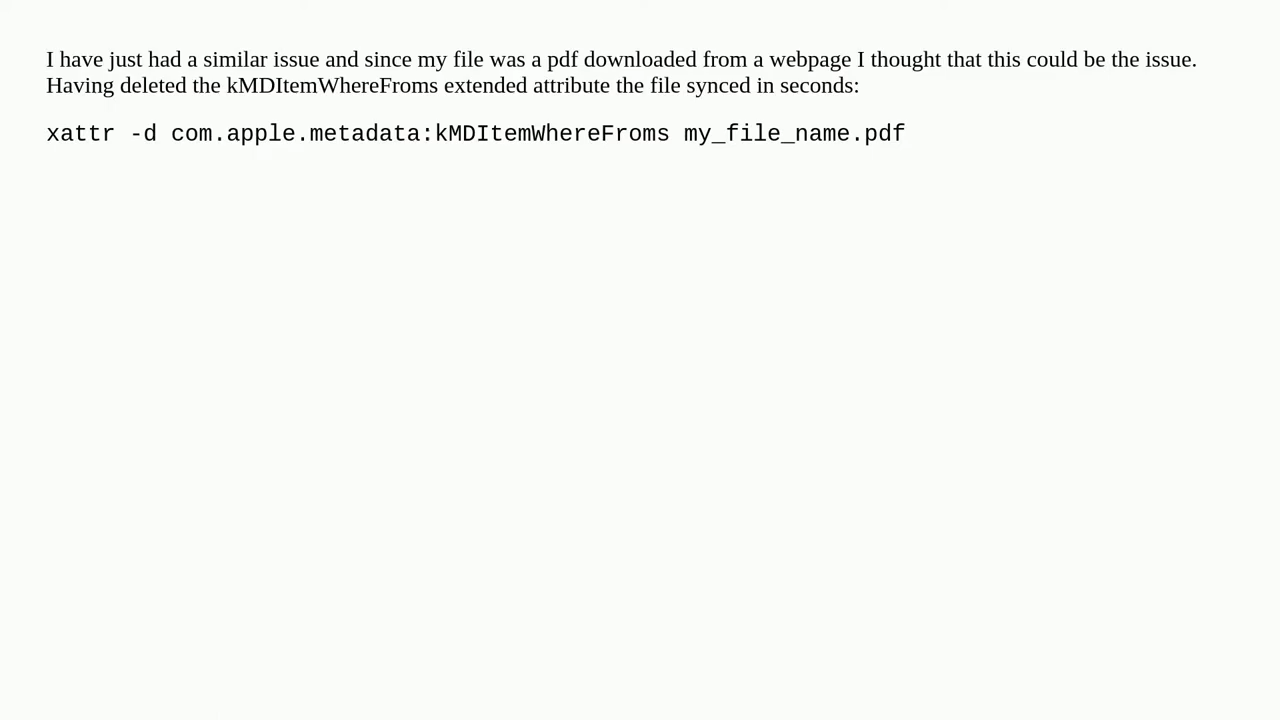 I have just had a similar issue and since my file was a pdf downloaded from a webpage I thought that this could be the issue.
Having deleted the kMDItemWhereFroms extended attribute the file synced in seconds:
xattr -d com.apple.metadata:kMDItemWhereFroms my_file_name.pdf